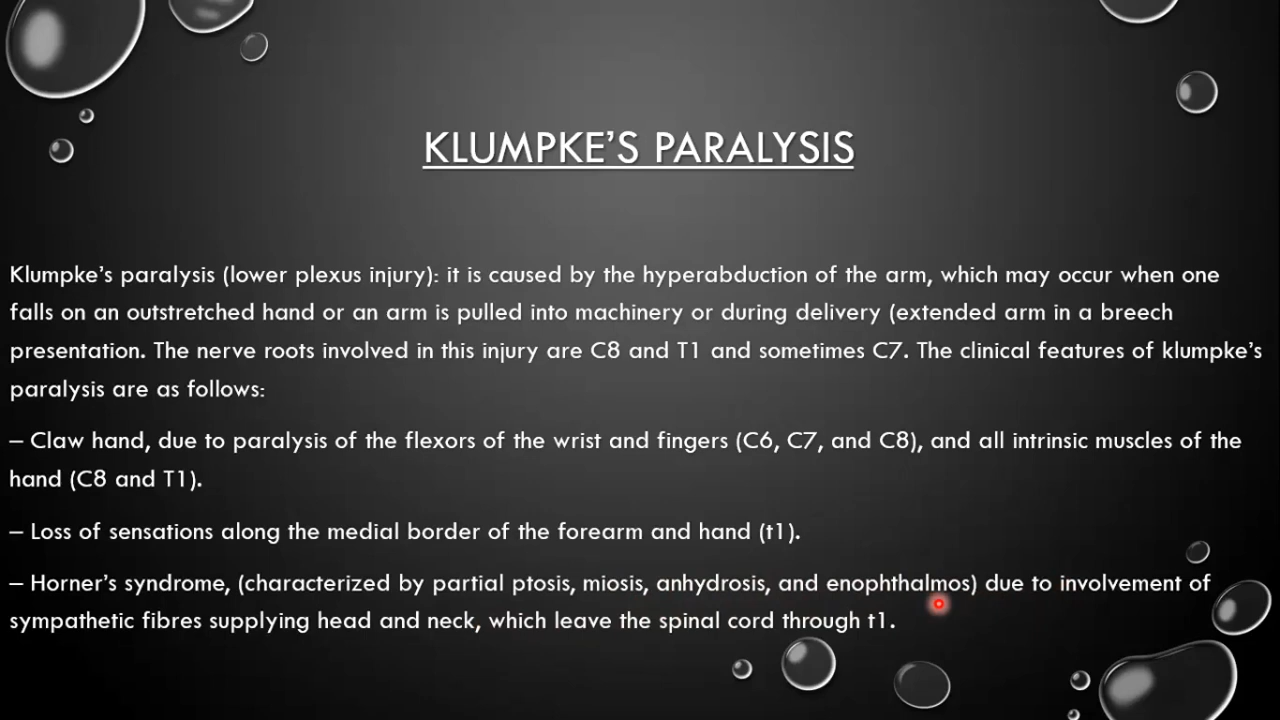 KLUMPKE’S PARALYSIS
Klumpke’s paralysis (lower plexus injury): it is caused by the hyperabduction of the arm, which may occur when one
falls on an outstretched hand or an arm is pulled into machinery or during delivery (extended arm in a breech
presentation. The nerve roots involved in this injury are C8 and T1 and sometimes C7. The clinical features of klumpke’s
paralysis are as follows:
– Claw hand, due to paralysis of the flexors of the wrist and fingers (C6, C7, and C8), and all intrinsic muscles of the
hand (C8 and T1).
– Loss of sensations along the medial border of the forearm and hand (t1).
– Horner’s syndrome, (characterized by partial ptosis, miosis, anhydrosis, and enophthalmos) due to involvement of
sympathetic fibres supplying head and neck, which leave the spinal cord through t1.